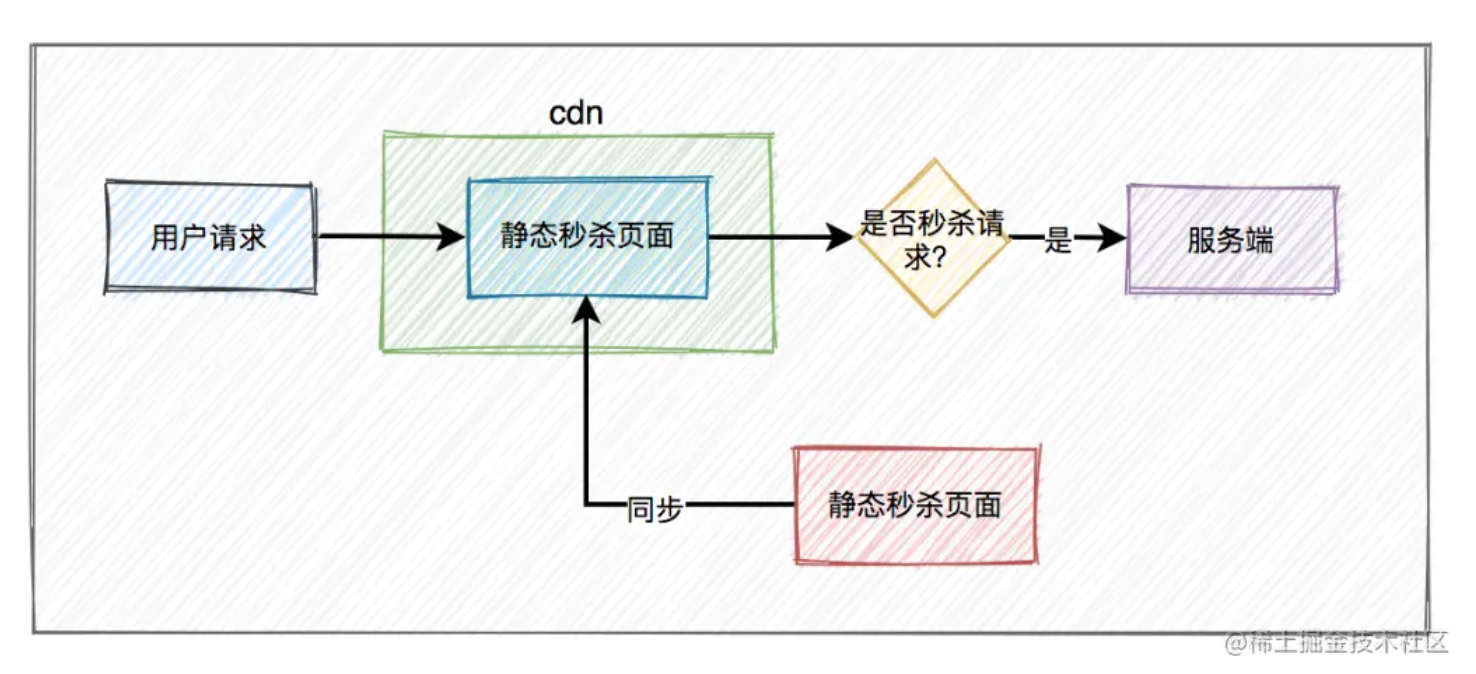 cdn
用户请求
静态秒杀页面
是否秒杀请
求?
是
服务端
同步
静态秒杀页面
@稀土掘金技术社区